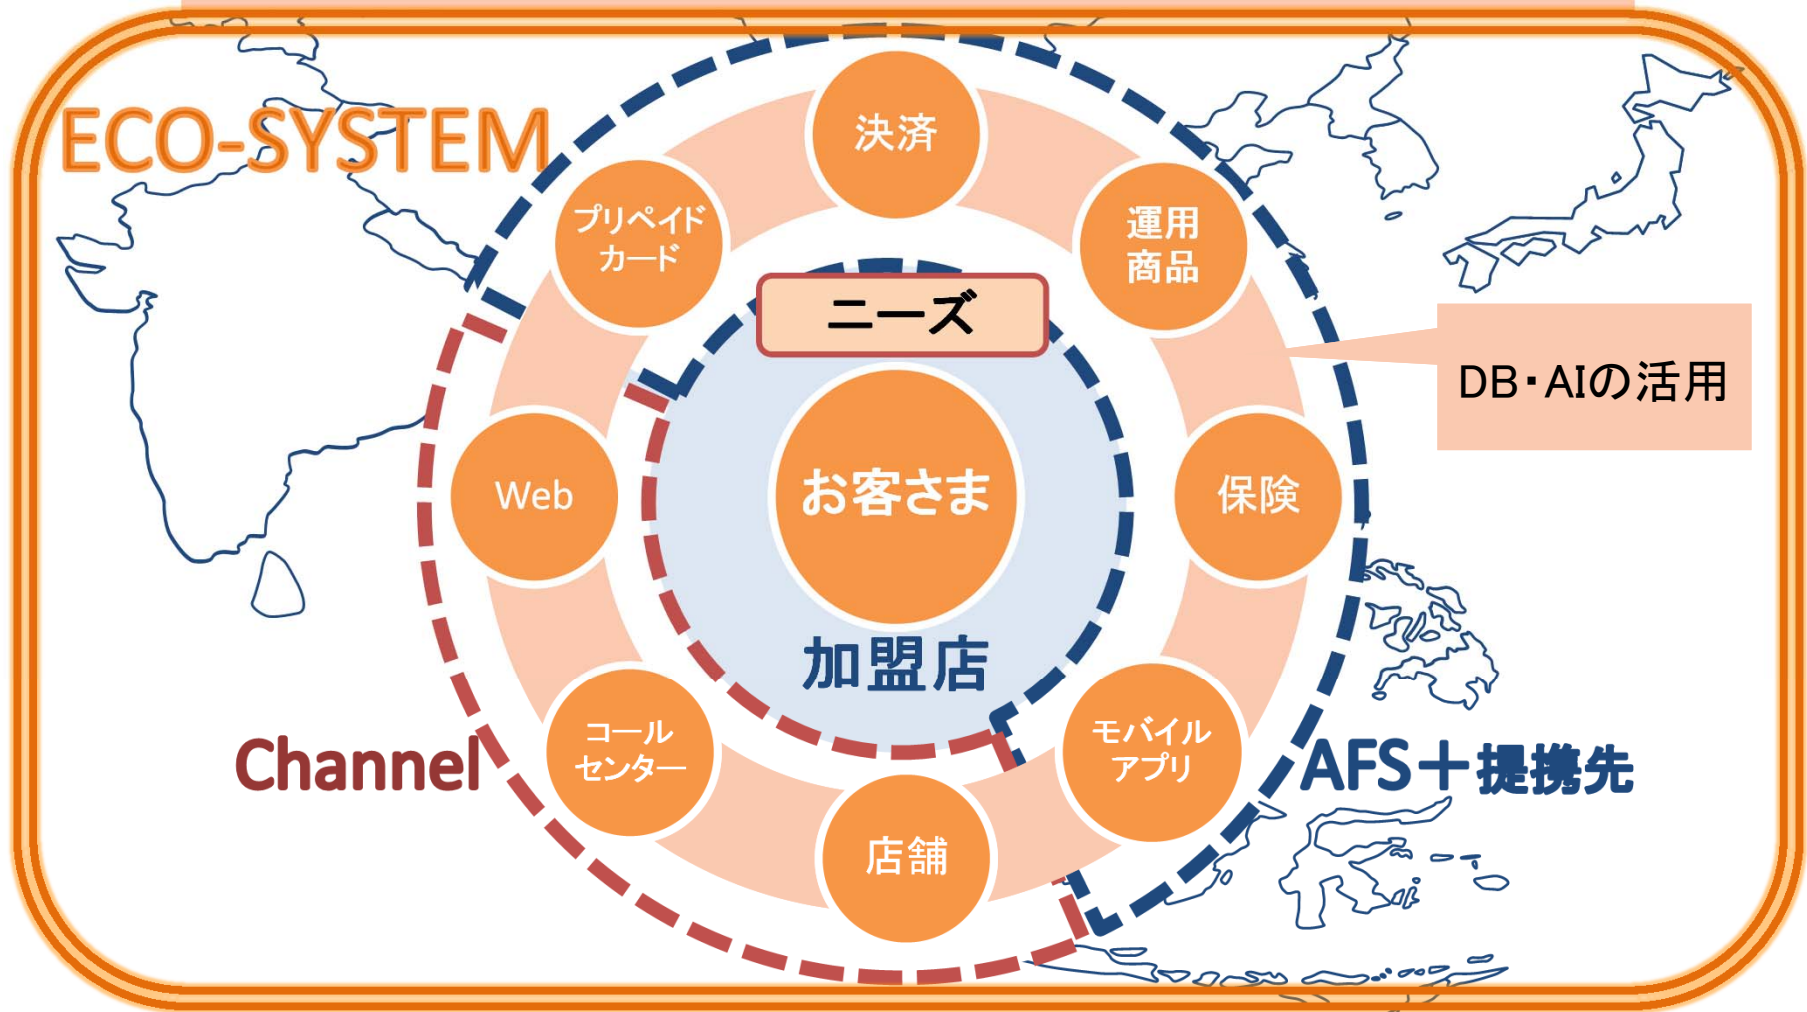 ECO-SYSTEM
決済
プリペイド
カード
運用
商品
ニーズ
DB・AIの活用
Web
お客さま
保険
加盟店
コール
センター
モバイル
アプリ
Channel
AFS＋提携先
店舗